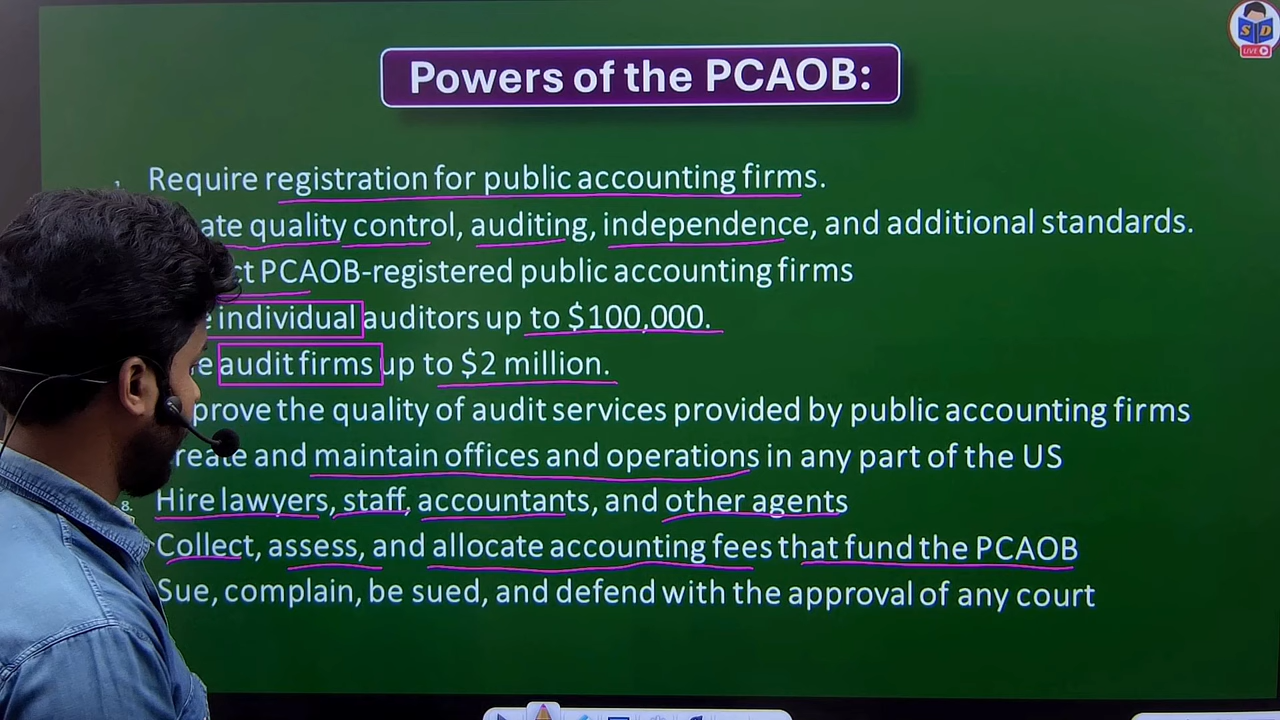 Powers of the PCAOB:
Require registration for public accounting firms.
quality control, auditing, independence, and additional standards.
PCAOB-registered public accounting firms
individual auditors up to $100,000.
audit firms up to $2 million.
the quality of audit services provided by public accounting firms
and maintain offices and operations in any part of the US
8. Hire lawyers, staff, accountants, and other agents
Collect, assess, and allocate accounting fees that fund the PCAOB
Sue, complain, be sued, and defend with the approval of any court
S D
LIVE